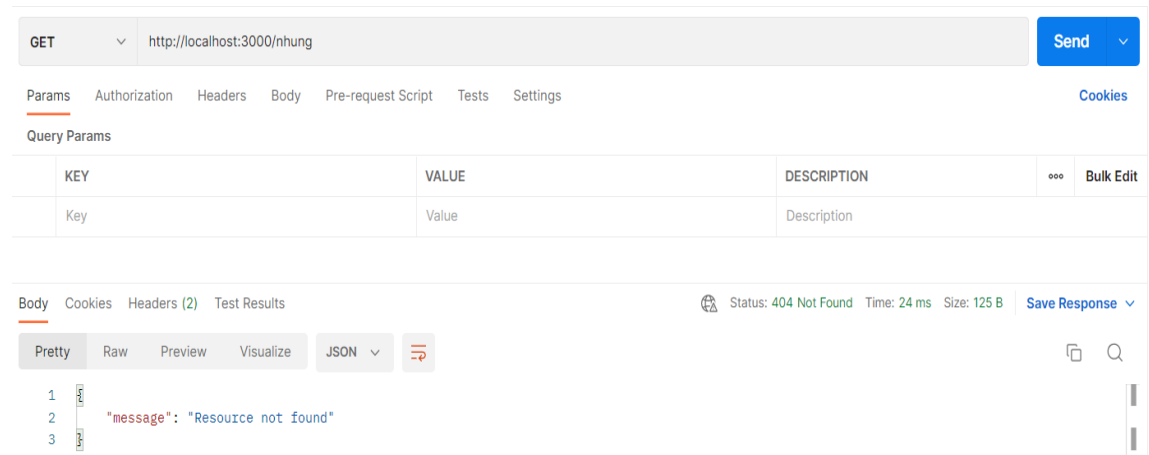 GET http://localhost:3000/nhung Send
Params Authorization Headers Body Pre-request Script Tests Settings Cookies
Query Params
KEY VALUE DESCRIPTION ooo Bulk Edit
Key Value Description
Body Cookies Headers (2) Test Results Status: 404 Not Found Time: 24 ms Size: 125 B Save Response
Pretty Raw Preview Visualize JSON
1 {
2 "message": "Resource not found"
3 }